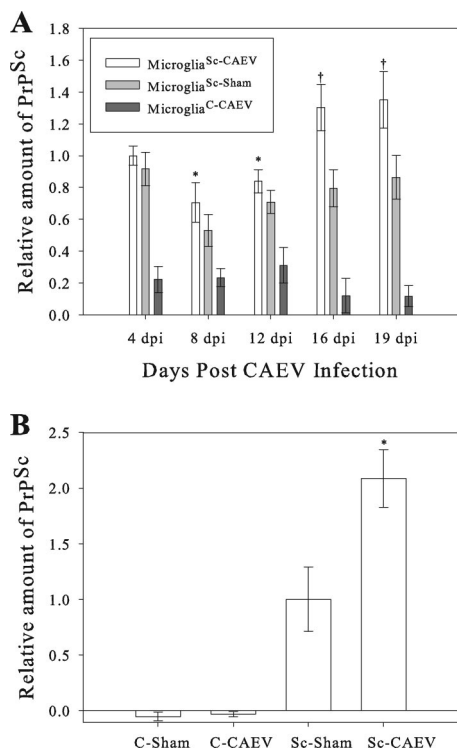 A
Relative amount of PrPSc
1.8
1.6
1.4
1.2
1.0
0.8
0.6
0.4
0.2
0.0
MicrogliaSc-CAEV
MicrogliaSc-Sham
MicrogliaC-CAEV
* * † †
4 dpi 8 dpi 12 dpi 16 dpi 19 dpi
Days Post CAEV Infection
B
Relative amount of PrPSc
2.5
2.0
1.5
1.0
0.5
0.0
*
C-Sham C-CAEV Sc-Sham Sc-CAEV